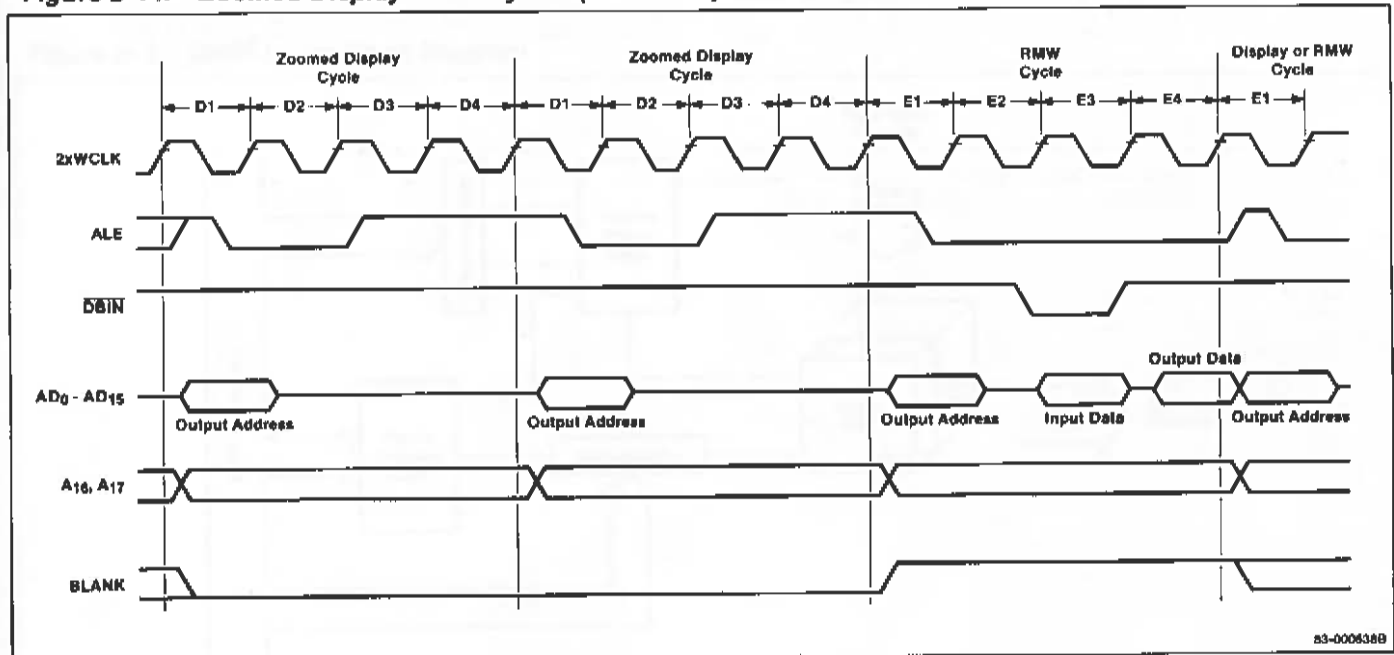 Zoomed Display Cycle
Zoomed Display Cycle
RMW Cycle
Display or RMW Cycle
D1 D2 D3 D4 D1 D2 D3 D4 E1 E2 E3 E4 E1
2xWCLK
ALE
DBIN
Output Data
AD0 - AD15
Output Address
Output Address
Output Address
Input Data
Output Address
A16, A17
BLANK
83-000638B